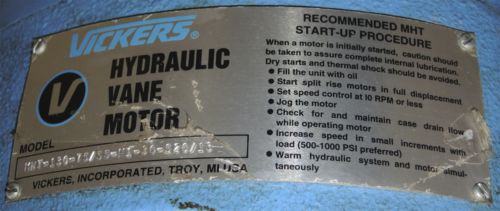 VICKERS®
V
HYDRAULIC
VANE
MOTOR
MODEL
VICKERS, INCORPORATED, TROY, MI.USA
RECOMMENDED MHT
START-UP PROCEDURE
When a motor is initially started, caution should
be taken to assure complete internal lubrication.
Dry starts and thermal shock should be avoided.
• Fill the unit with oil
• Start split rise motors in full displacement
• Set speed control at I0 RPM or less
• Jog the motor
• Check for and maintain case drain flow
while operating motor
• Increase speed in small increments with
load (500-1000 PSI preferred)
• Warm hydraulic system and motor simul-
taneously